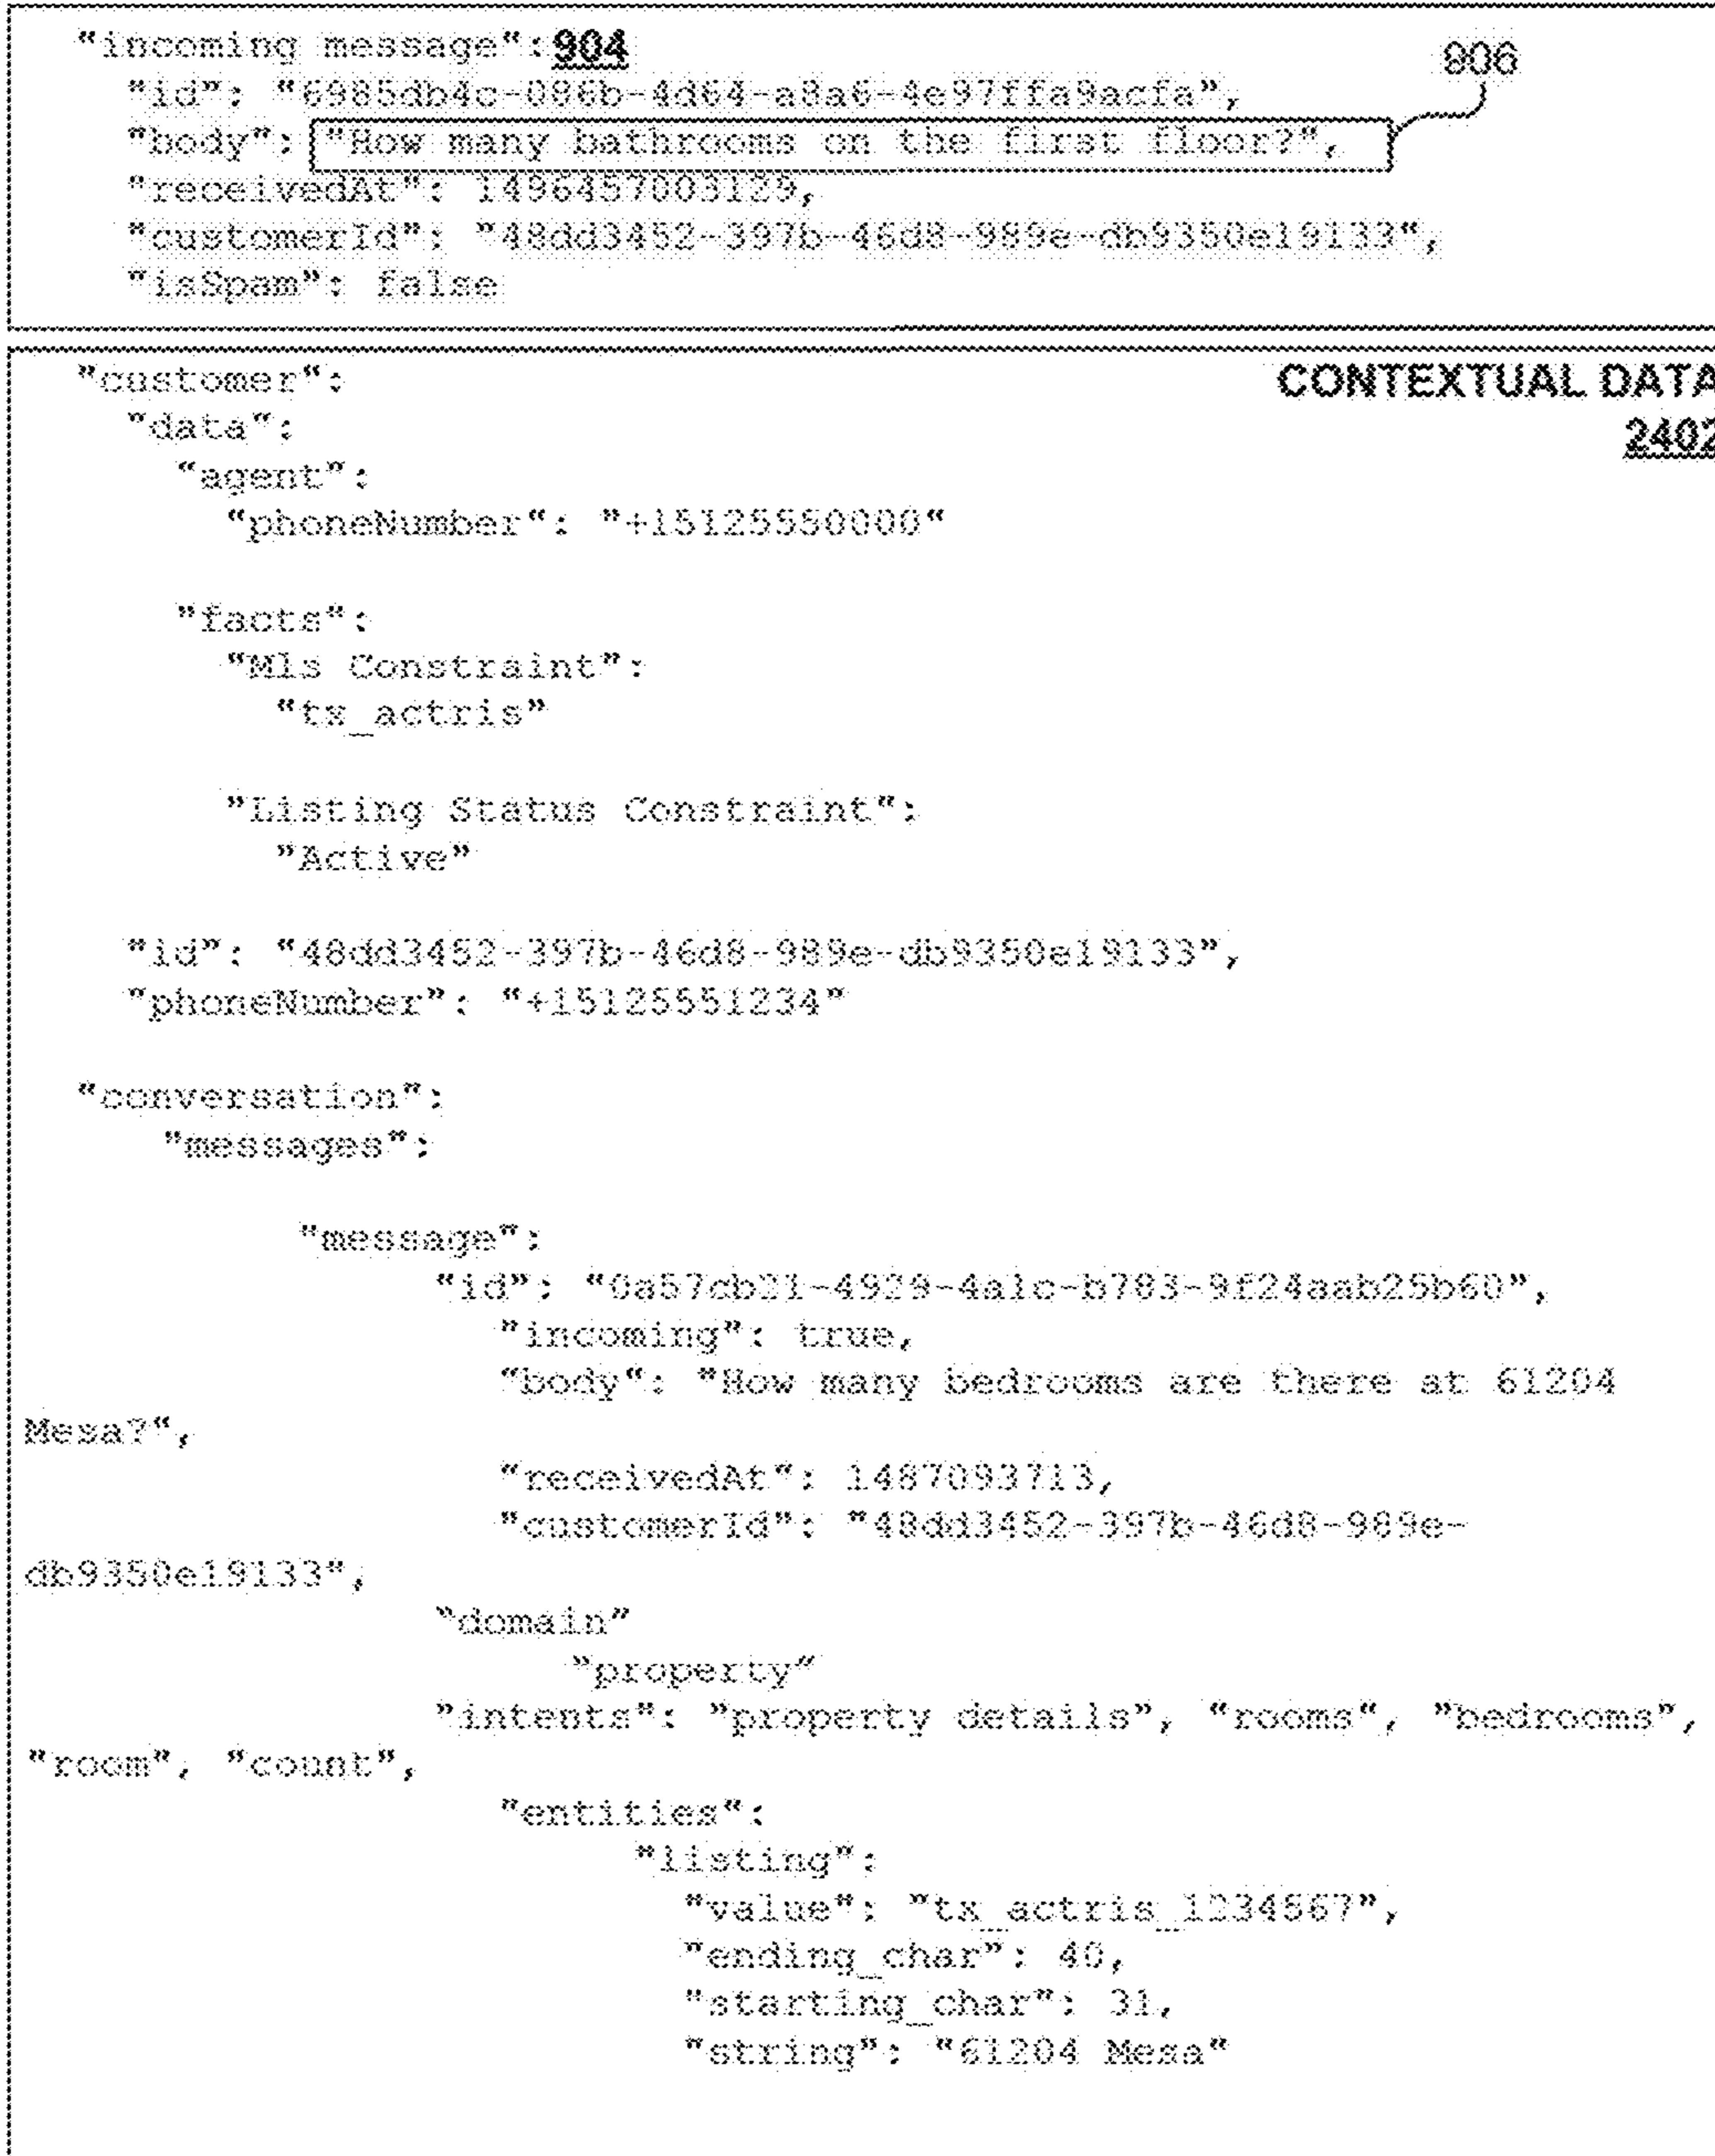 "incoming message": 904
906
"id": "6985db4c-086b-4d64-a8a6-4e97ffa9acfa",
"body": "How many bathrooms on the first floor?",
"receivedAt": 1496457003129,
"customerId": "48dd3452-397b-46d8-989e-db9350e19133",
"isSpam": false
"customer":
CONTEXTUAL DATA
"data":
2402
"agent":
"phoneNumber": "+15125550000"
"facts":
"Mls Constraint":
"tx_actris"
"Listing Status Constraint":
"Active"
"id": "48dd3452-397b-46d8-989e-db9350e19133",
"phoneNumber": "+15125551234"
"conversation":
"messages":
"message":
"id": "0a57cb21-4929-4a1c-b783-9f24aab25b60",
"incoming": true,
"body": "How many bedrooms are there at 61204
Mesa?",
"receivedAt": 1487093713,
"customerId": "48dd3452-397b-46d8-989e-
db9350e19133",
"domain"
"property"
"intents": "property details", "rooms", "bedrooms",
"room", "count",
"entities":
"listing":
"value": "tx_actris_1234567",
"ending_char": 40,
"starting_char": 31,
"string": "61204 Mesa"